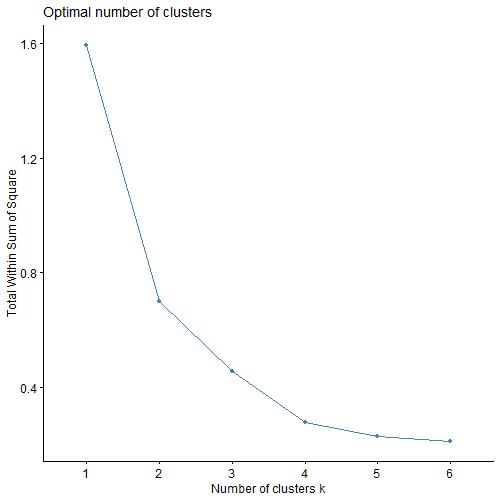 Optimal number of clusters
Total Within Sum of Square
1.6
1.2
0.8
0.4
1 2 3 4 5 6
Number of clusters k